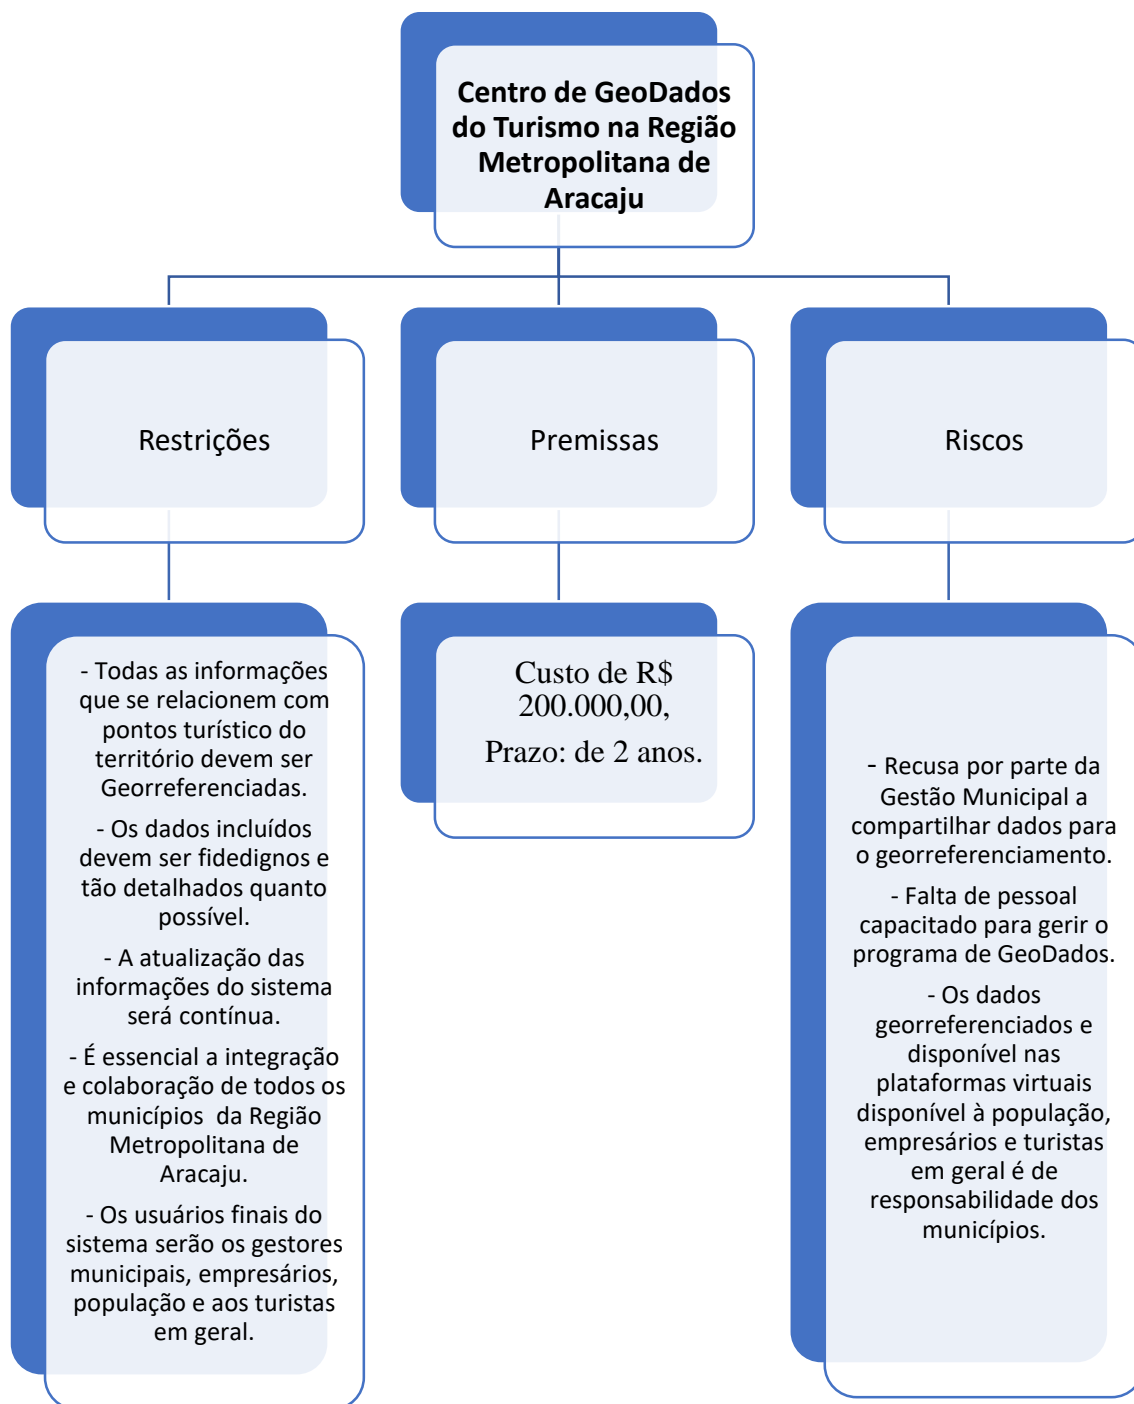 Centro de GeoDados
do Turismo na Região
Metropolitana de
Aracaju
Restrições
Premissas
Riscos
- Todas as informações
que se relacionem com
pontos turístico do
território devem ser
Georreferenciadas.
- Os dados incluídos
devem ser fidedignos e
tão detalhados quanto
possível.
- A atualização das
informações do sistema
será contínua.
- É essencial a integração
e colaboração de todos os
municípios da Região
Metropolitana de
Aracaju.
- Os usuários finais do
sistema serão os gestores
municipais, empresários,
população e aos turistas
em geral.
Custo de R$
200.000,00,
Prazo: de 2 anos.
- Recusa por parte da
Gestão Municipal a
compartilhar dados para
o georreferenciamento.
- Falta de pessoal
capacitado para gerir o
programa de GeoDados.
- Os dados
georreferenciados e
disponível nas
plataformas virtuais
disponível à população,
empresários e turistas
em geral é de
responsabilidade dos
municípios.